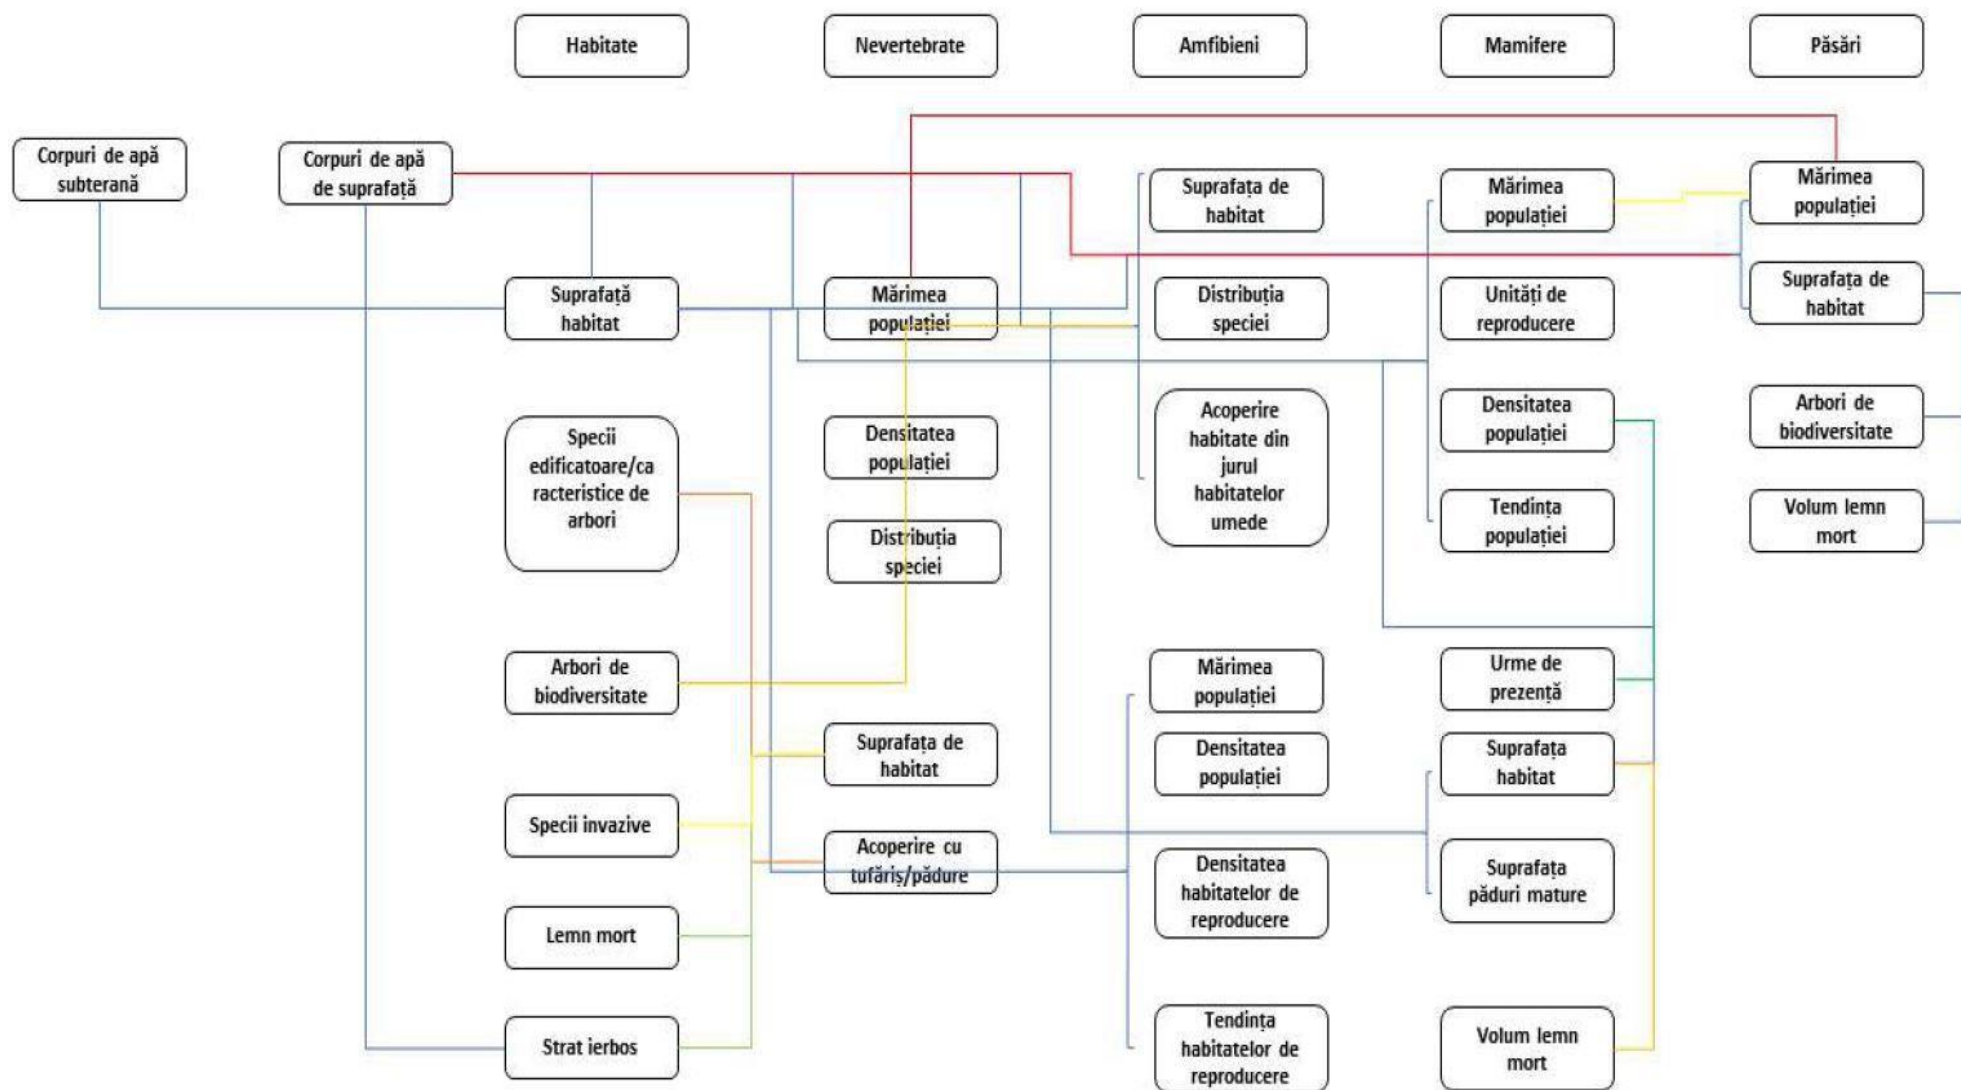 Habitate
Nevertebrate
Amfibieni
Mamifere
Păsări
Corpuri de apă
subterană
Corpuri de apă
de suprafață
Suprafață
habitat
Specii
edificatoare/ca
racteristice de
arbori
Arbori de
biodiversitate
Specii invazive
Lemn mort
Strat ierbos
Mărimea
populației
Densitatea
populației
Distribuția
speciei
Suprafața de
habitat
Acoperire cu
tufăriș/pădure
Suprafața de
habitat
Distribuția
speciei
Acoperire
habitate din
jurul
habitatelor
umede
Mărimea
populației
Densitatea
populației
Densitatea
habitatelor de
reproducere
Tendința
habitatelor de
reproducere
Mărimea
populației
Unități de
reproducere
Densitatea
populației
Tendința
populației
Urme de
prezență
Suprafața
habitat
Suprafața
păduri mature
Volum lemn
mort
Mărimea
populației
Suprafața de
habitat
Arbori de
biodiversitate
Volum lemn
mort